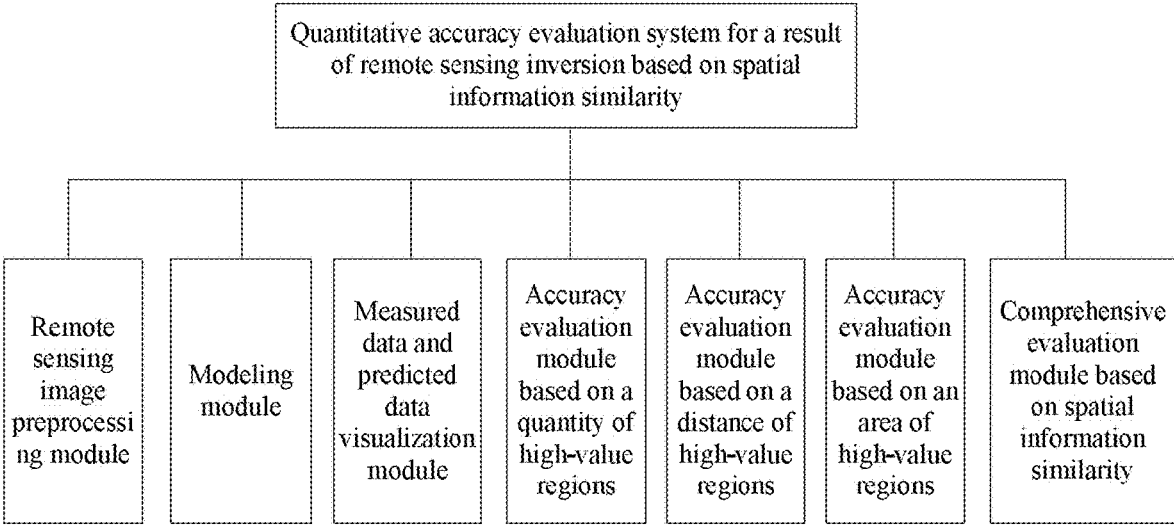 Quantitative accuracy evaluation system for a result
of remote sensing inversion based on spatial
information similarity
Remote
sensing
image
preprocessi
ng module
Modeling
module
Measured
data and
predicted
data
visualization
module
Accuracy
evaluation
module
based on a
quantity of
high-value
regions
Accuracy
evaluation
module
based on a
distance of
high-value
regions
Accuracy
evaluation
module
based on an
area of
high-value
regions
Comprehensive
evaluation
module based
on spatial
information
similarity